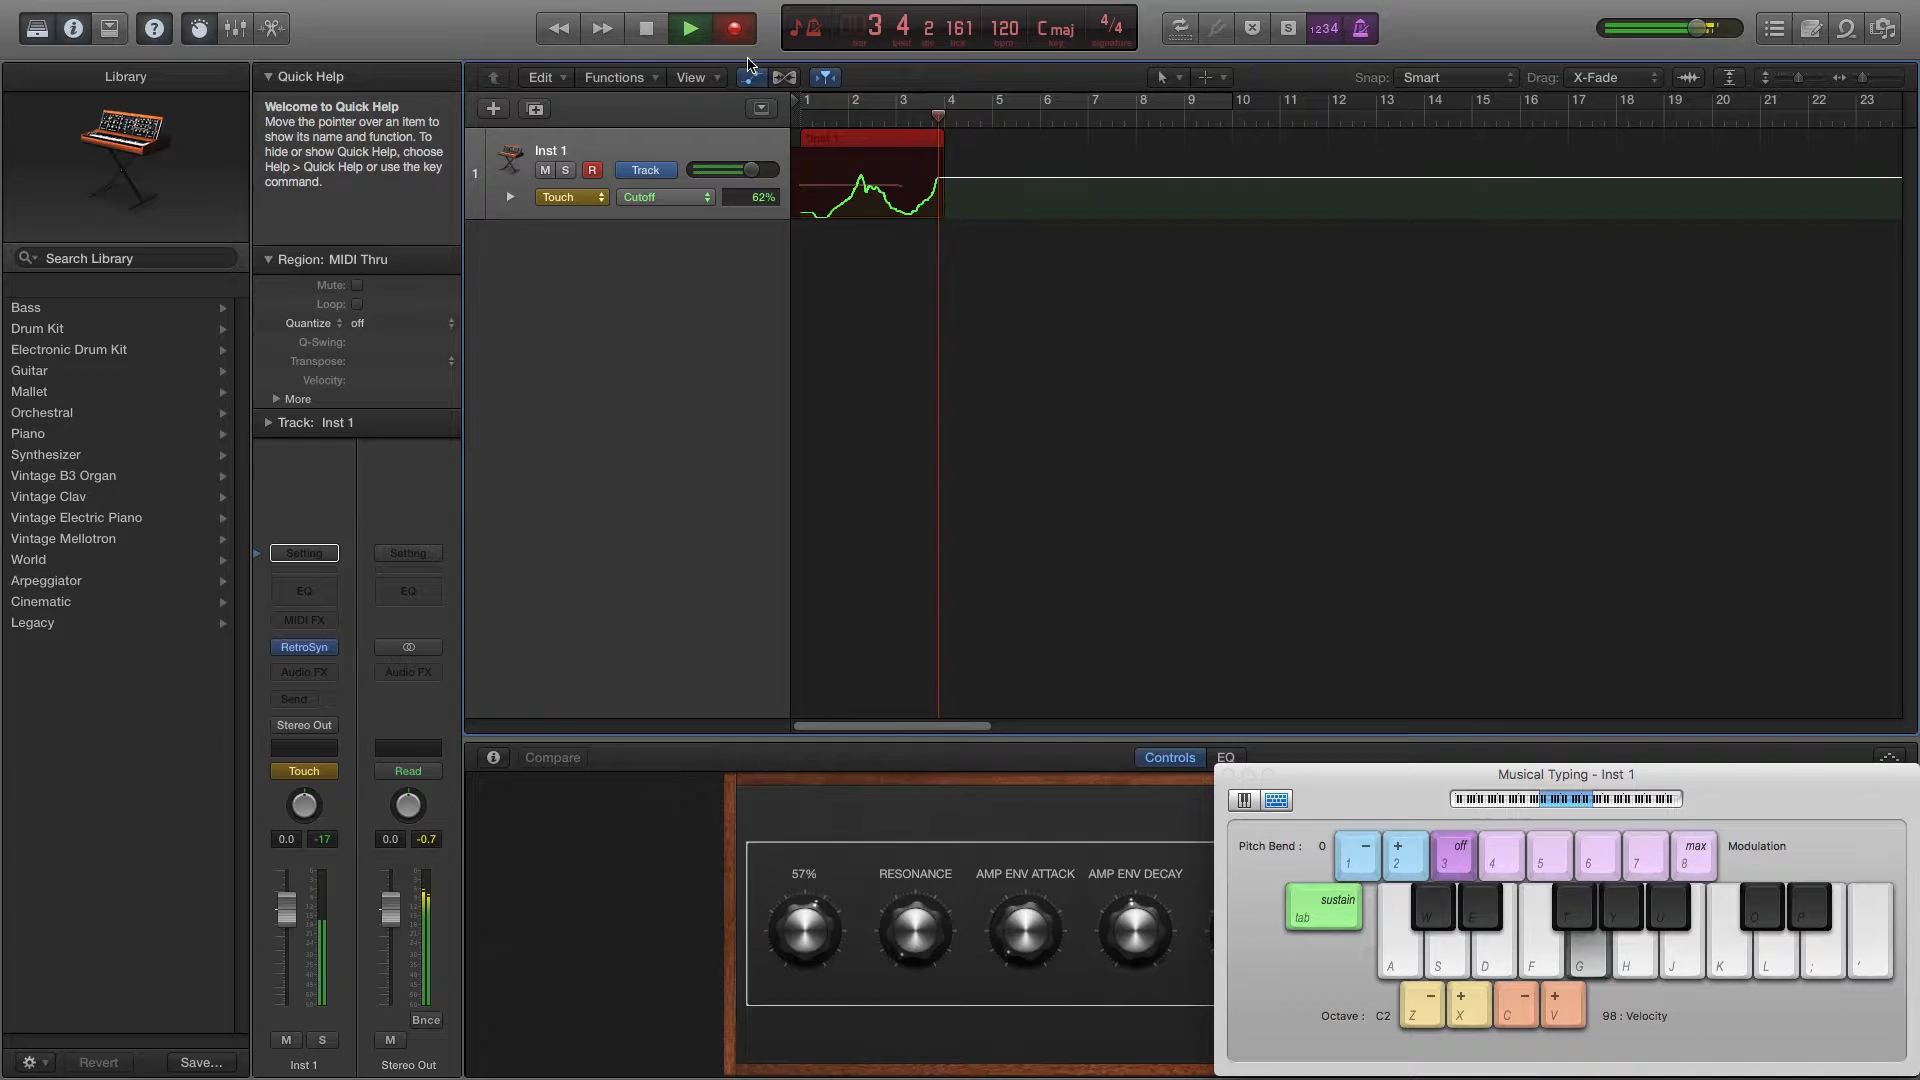 3 4 2 161 120 C maj 4/4
bar beat bpm key signature
1234
Library
Quick Help
Welcome to Quick Help
Move the pointer over an item to
show its name and function. To
hide or show Quick Help, choose
Help > Quick Help or use the key
command.
Edit Functions View Snap: Smart Drag: X-Fade
1 2 3 4 5 6 7 8 9 10 11 12 13 14 15 16 17 18 19 20 21 22 23
1
Inst 1
M S R Track
Touch Cutoff 62%
Inst 1
Search Library
Bass
Drum Kit
Electronic Drum Kit
Guitar
Mallet
Orchestral
Piano
Synthesizer
Vintage B3 Organ
Vintage Clav
Vintage Electric Piano
Vintage Mellotron
World
Arpeggiator
Cinematic
Legacy
Revert Save...
Region: MIDI Thru
Mute:
Loop:
Quantize off
Q-Swing:
Transpose:
Velocity:
More
Track: Inst 1
Setting Setting
EQ EQ
MIDI FX
RetroSyn
Audio FX Audio FX
Send
Stereo Out
Touch Read
0.0 -17 0.0 -0.7
Bnce
M S M
Inst 1 Stereo Out
Compare Controls EQ
57% RESONANCE AMP ENV ATTACK AMP ENV DECAY
Musical Typing - Inst 1
Pitch Bend : 0 − 1 + 2 off 3 4 5 6 7 max 8 Modulation
sustain
tab
W E T Y U O P
A S D F G H J K L ; '
Octave : C2 − Z + X − C + V 98 : Velocity